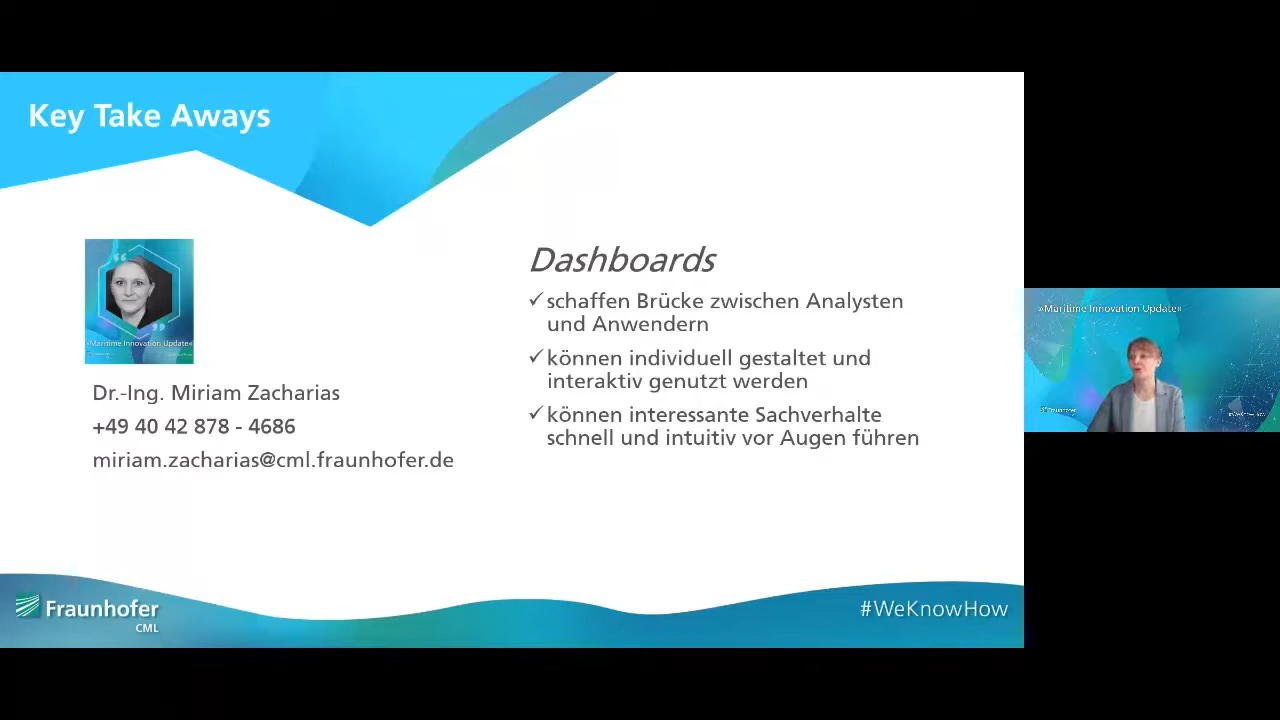 Key Take Aways
»Maritime Innovation Update«
Dr.-Ing. Miriam Zacharias
+49 40 42 878 - 4686
miriam.zacharias@cml.fraunhofer.de
Dashboards
✓ schaffen Brücke zwischen Analysten
und Anwendern
✓ können individuell gestaltet und
interaktiv genutzt werden
✓ können interessante Sachverhalte
schnell und intuitiv vor Augen führen
Fraunhofer
CML
#WeKnowHow
»Maritime Innovation Update«
Fraunhofer
#WeKnowHow